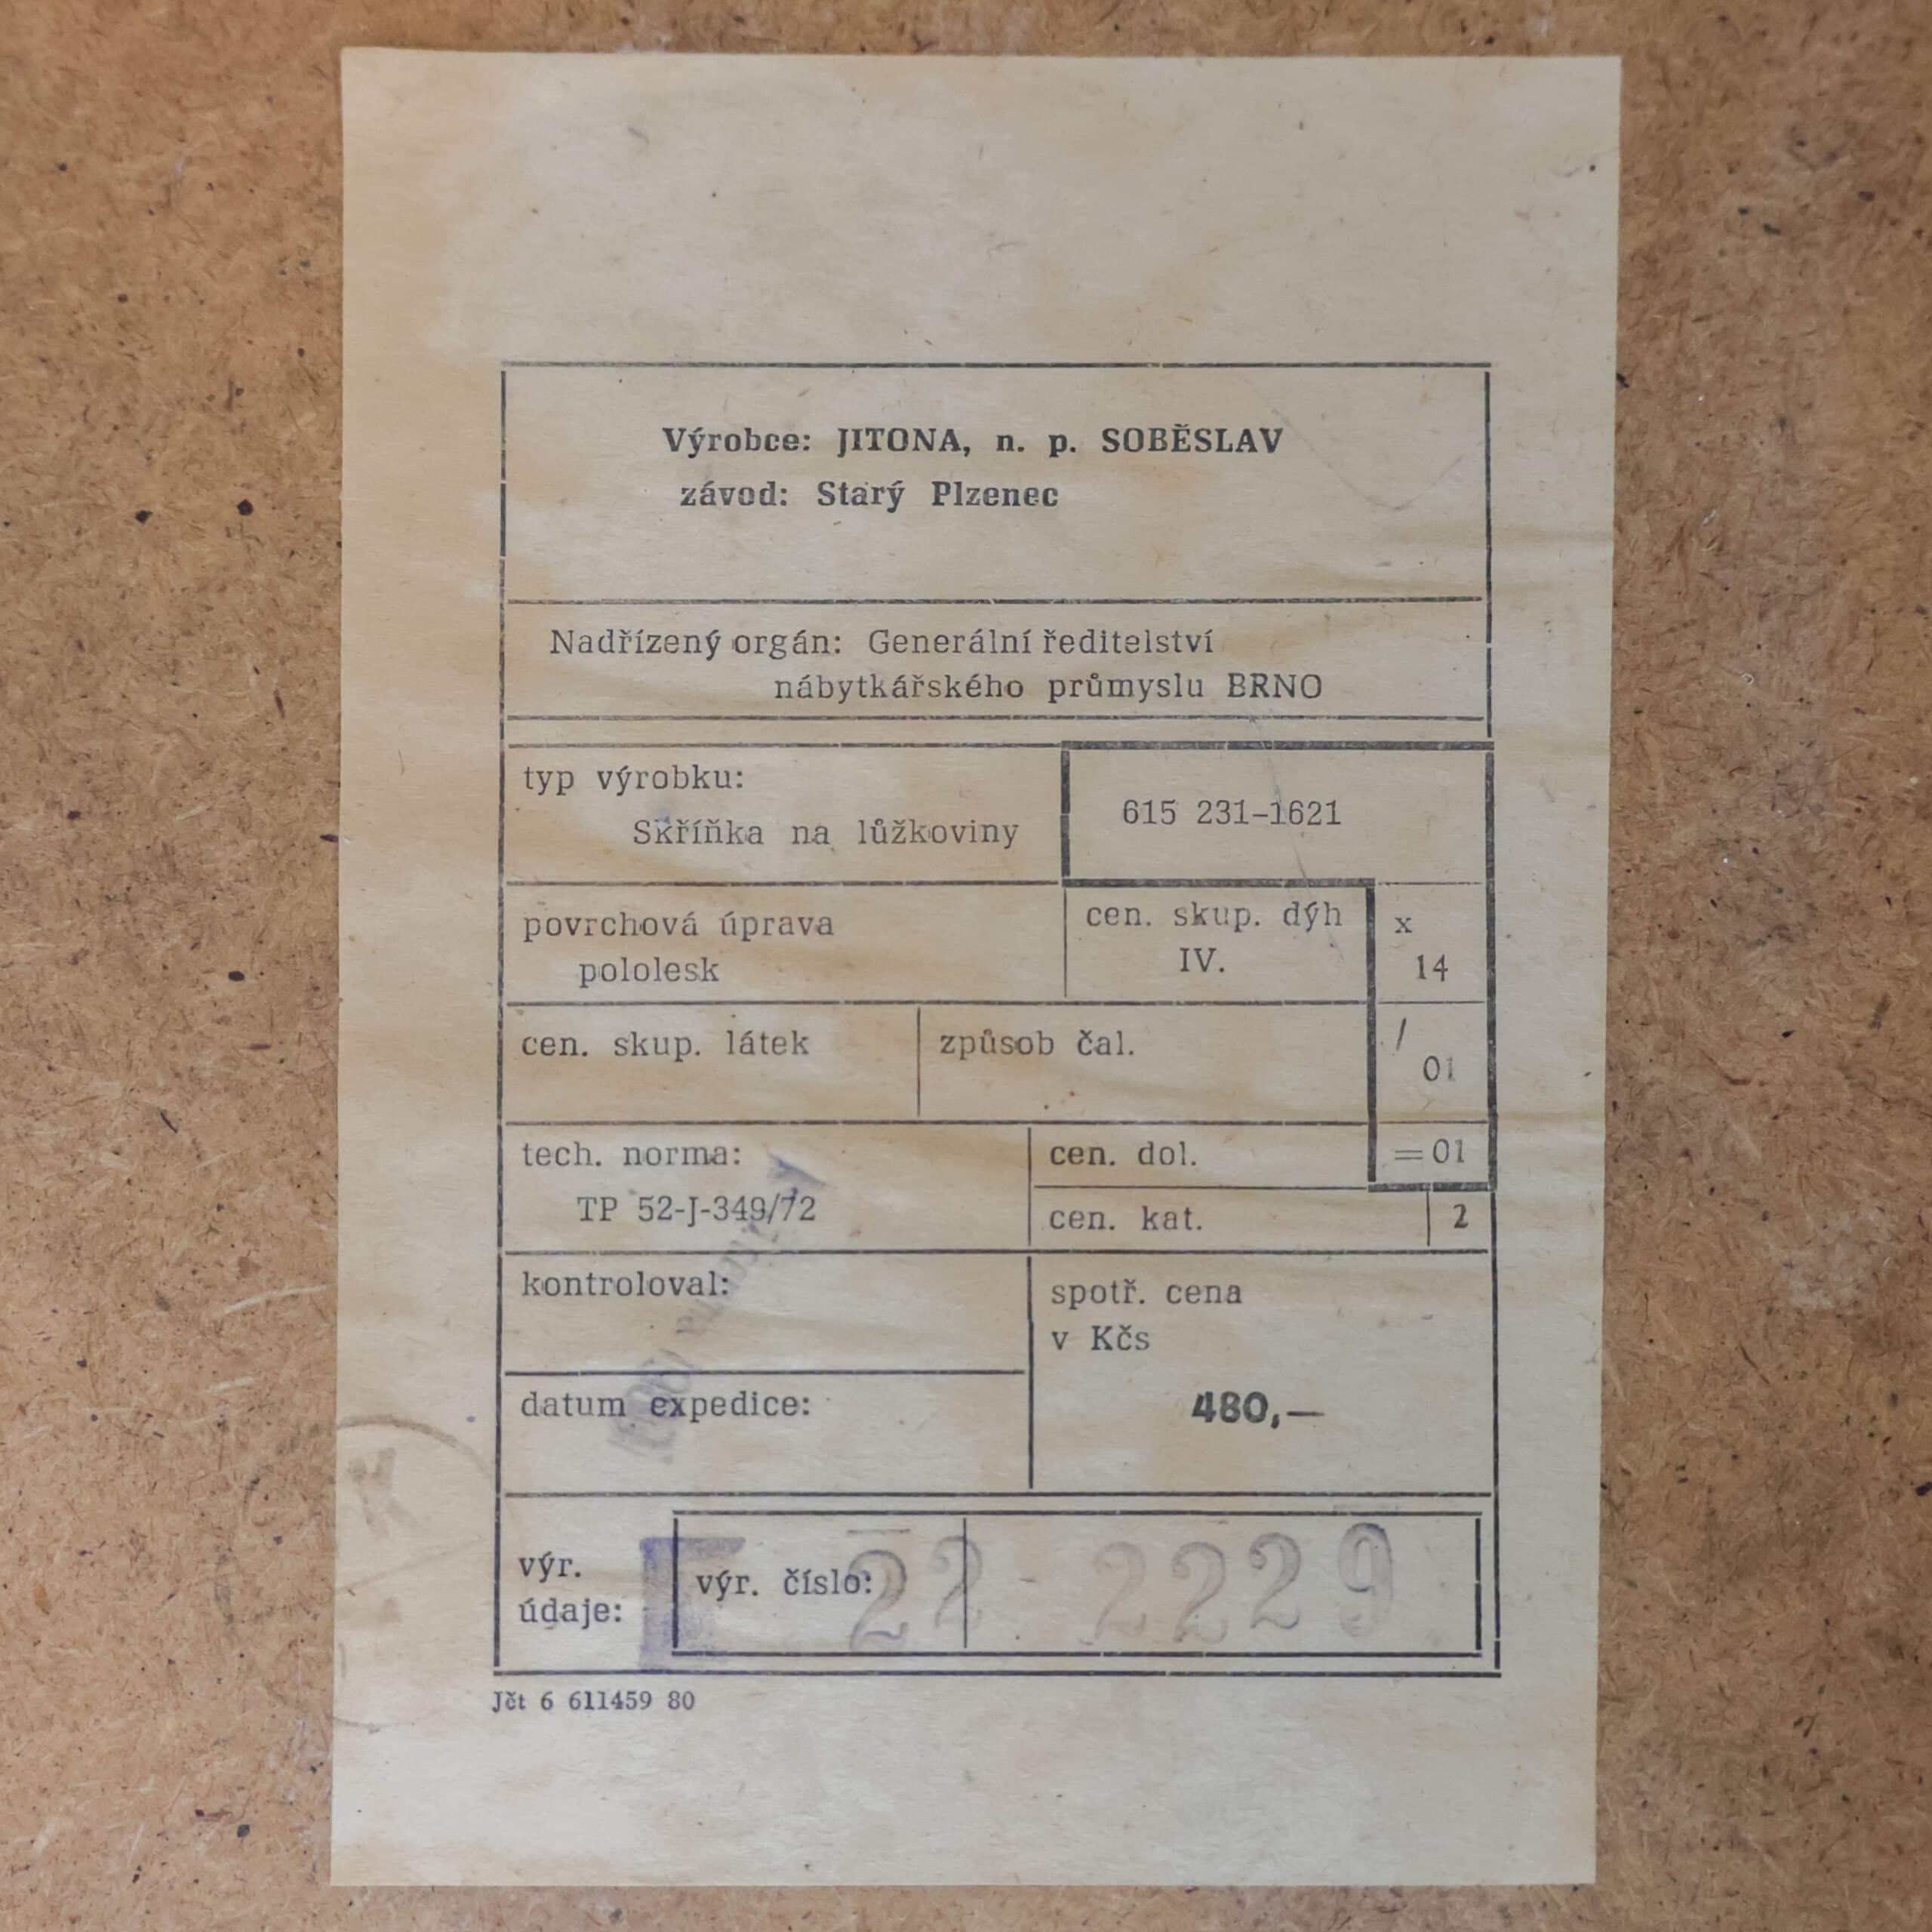 Výrobce: JITONA, n. p. SOBĚSLAV
závod: Starý Plzenec
Nadřízený orgán: Generální ředitelství
nábytkářského průmyslu BRNO
typ výrobku:
Skříňka na lůžkoviny
615 231-1621
povrchová úprava
pololesk
cen. skup. dýh
IV.
x
14
cen. skup. látek
způsob čal.
/
01
tech. norma:
TP 52-J-349/72
cen. dol.
=01
cen. kat.
2
kontroloval:
spotř. cena
v Kčs
480,—
datum expedice:
výr.
údaje:
výr. číslo:
22 - 2229
Jčt 6 611459 80